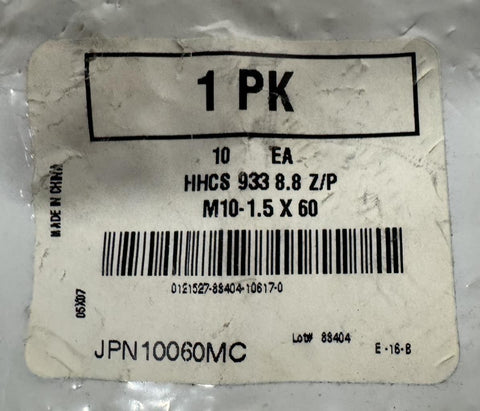 1 PK
10 EA
HHCS 933 8.8 Z/P
M10-1.5 X 60
MADE IN CHINA
0121527-88404-10617-0
05X07
Lot# 88404
JPN10060MC
E-16-B